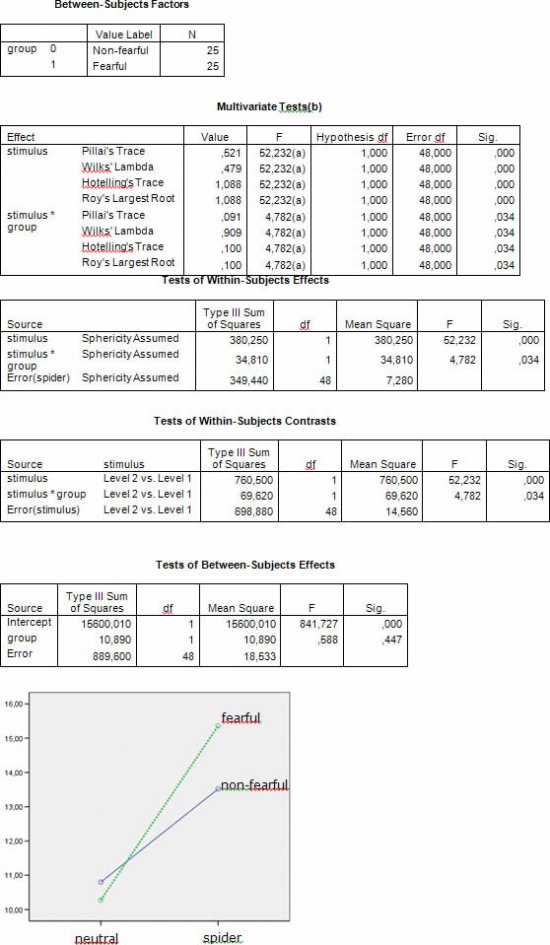 Between-Subjects Factors
Value Label N
group 0 Non-fearful 25
1 Fearful 25
Multivariate Tests(b)
Effect Value F Hypothesis df Error df Sig.
stimulus Pillai's Trace ,521 52,232(a) 1,000 48,000 ,000
Wilks' Lambda ,479 52,232(a) 1,000 48,000 ,000
Hotelling's Trace 1,088 52,232(a) 1,000 48,000 ,000
Roy's Largest Root 1,088 52,232(a) 1,000 48,000 ,000
stimulus * Pillai's Trace ,091 4,782(a) 1,000 48,000 ,034
group Wilks' Lambda ,909 4,782(a) 1,000 48,000 ,034
Hotelling's Trace ,100 4,782(a) 1,000 48,000 ,034
Roy's Largest Root ,100 4,782(a) 1,000 48,000 ,034
Tests of Within-Subjects Effects
Type III Sum
Source of Squares df Mean Square F Sig.
stimulus Sphericity Assumed 380,250 1 380,250 52,232 ,000
stimulus * Sphericity Assumed 34,810 1 34,810 4,782 ,034
group
Error(spider) Sphericity Assumed 349,440 48 7,280
Tests of Within-Subjects Contrasts
Type III Sum
Source stimulus of Squares df Mean Square F Sig.
stimulus Level 2 vs. Level 1 760,500 1 760,500 52,232 ,000
stimulus * group Level 2 vs. Level 1 69,620 1 69,620 4,782 ,034
Error(stimulus) Level 2 vs. Level 1 698,880 48 14,560
Tests of Between-Subjects Effects
Type III Sum
Source of Squares df Mean Square F Sig.
Intercept 15600,010 1 15600,010 841,727 ,000
group 10,890 1 10,890 ,588 ,447
Error 889,600 48 18,533
16,00
fearful
15,00
14,00
non-fearful
13,00
12,00
11,00
10,00
neutral spider